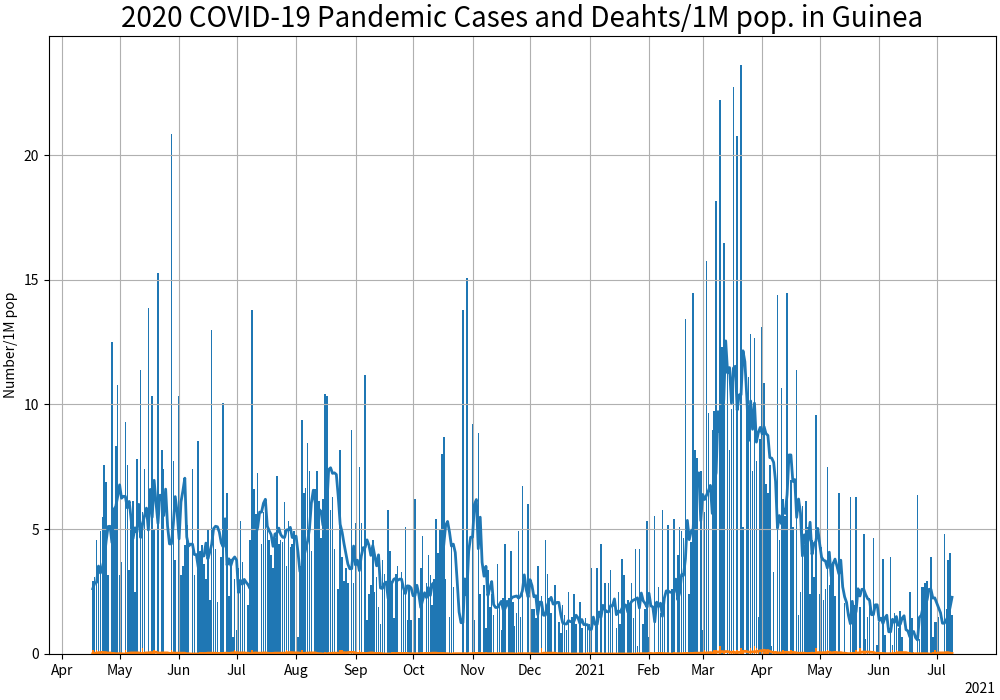 2020 COVID-19 Pandemic Cases and Deahts/1M pop. in Guinea
Number/1M pop
20
15
10
5
0
Apr May Jun Jul Aug Sep Oct Nov Dec 2021 Feb Mar Apr May Jun Jul
2021